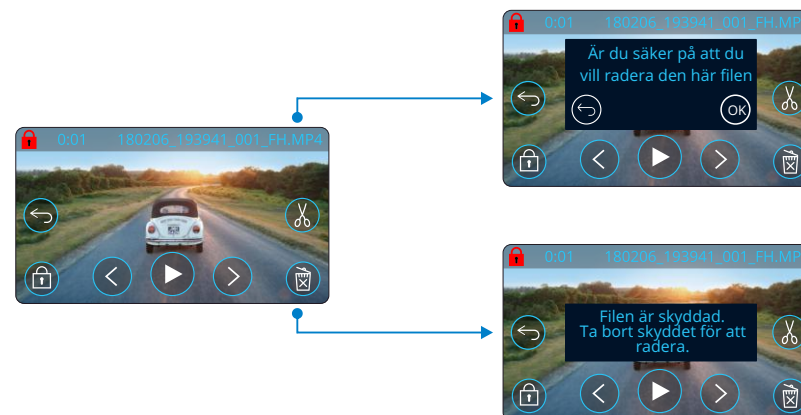 0:01 180206_193941_001_FH.MP4
0:01 180206_193941_001_FH.MP
Är du säker på att du
vill radera den här filen
OK
0:01 180206_193941_001_FH.MP
Filen är skyddad.
Ta bort skyddet för att
radera.